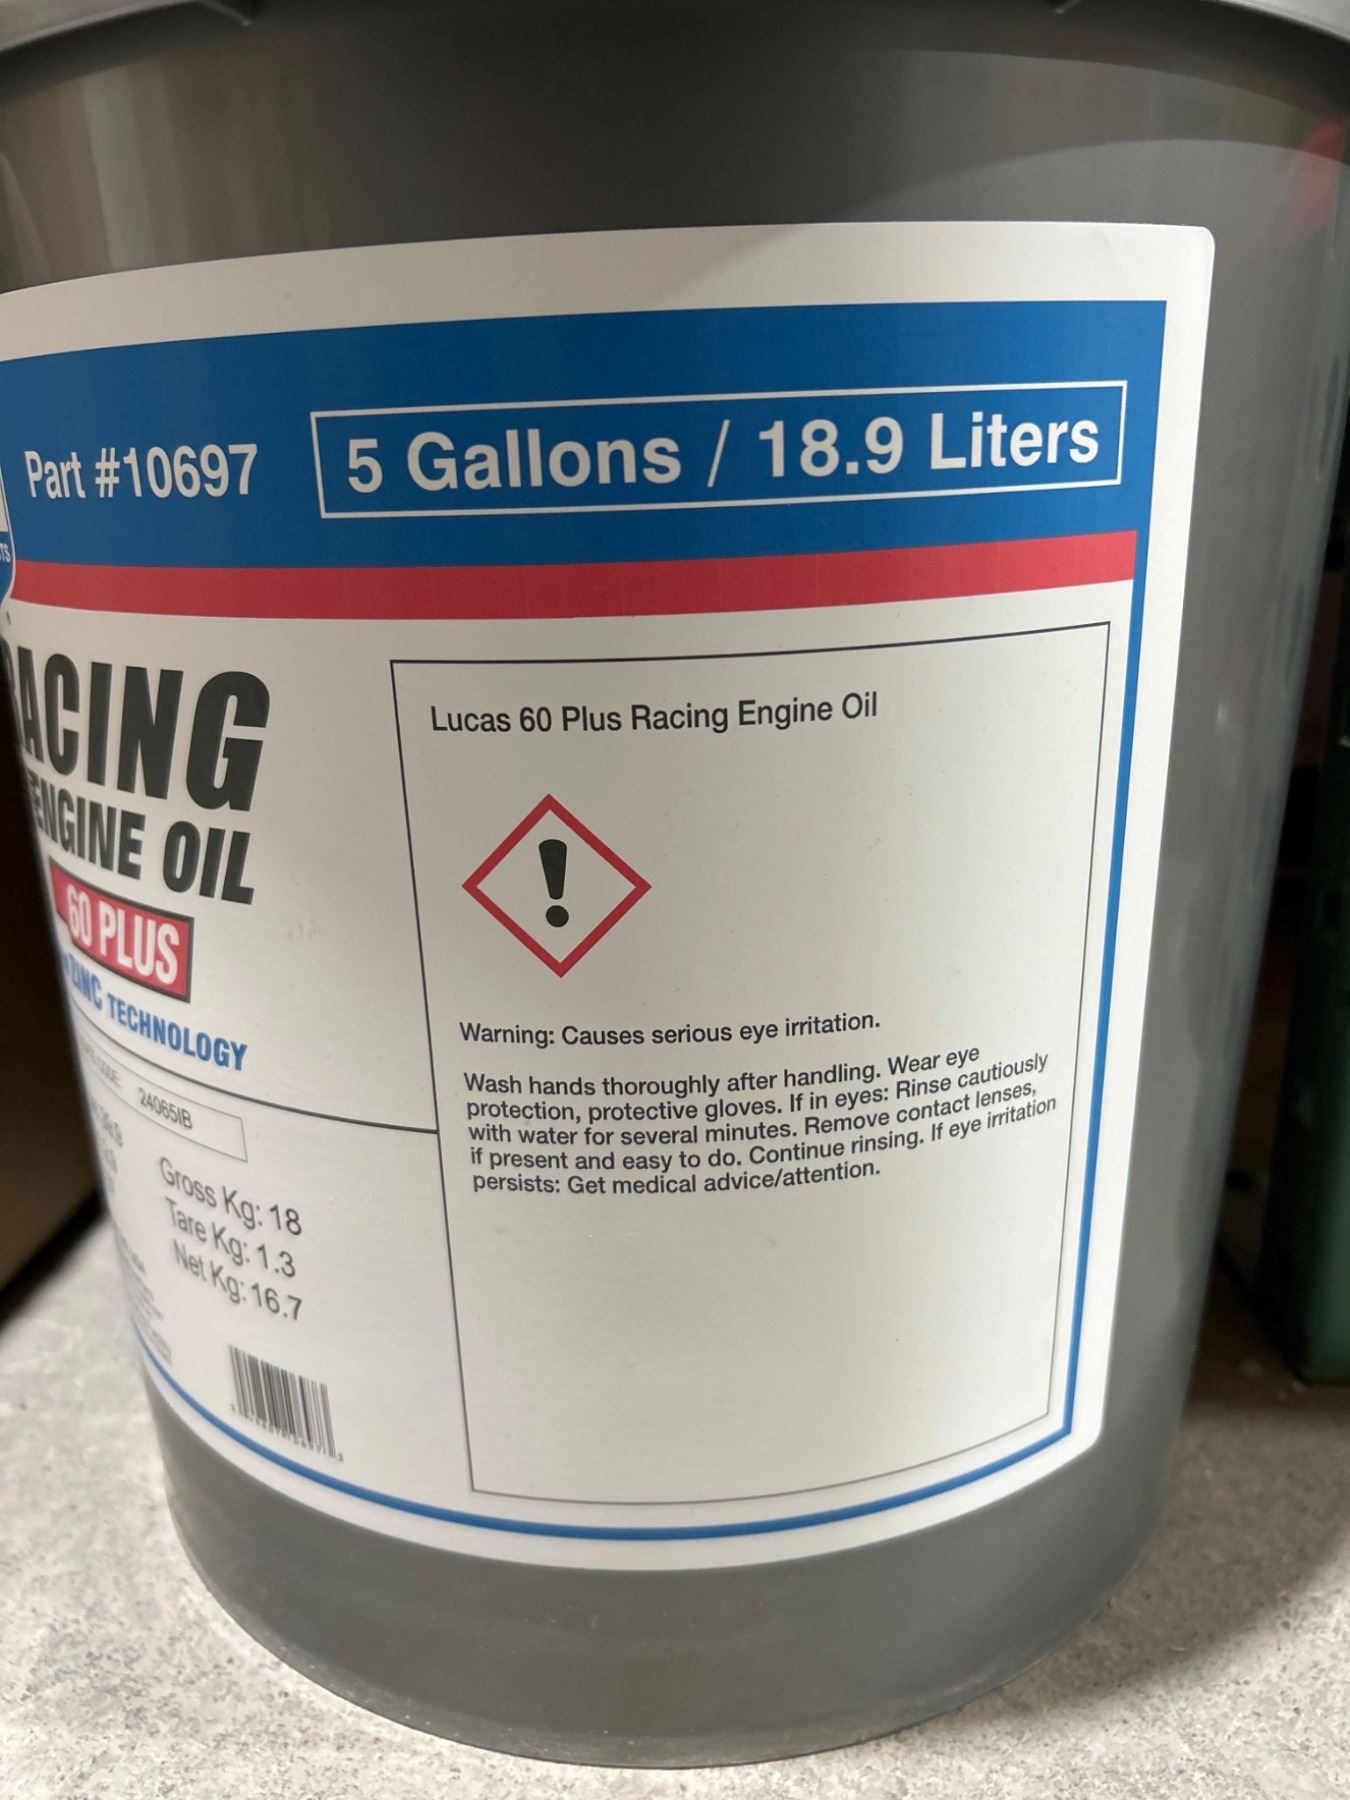 Part #10697
5 Gallons / 18.9 Liters
RACING
ENGINE OIL
60 PLUS
ZINC TECHNOLOGY
24065IB
Gross Kg: 18
Tare Kg: 1.3
Net Kg: 16.7
Lucas 60 Plus Racing Engine Oil
!
Warning: Causes serious eye irritation.
Wash hands thoroughly after handling. Wear eye
protection, protective gloves. If in eyes: Rinse cautiously
with water for several minutes. Remove contact lenses,
if present and easy to do. Continue rinsing. If eye irritation
persists: Get medical advice/attention.